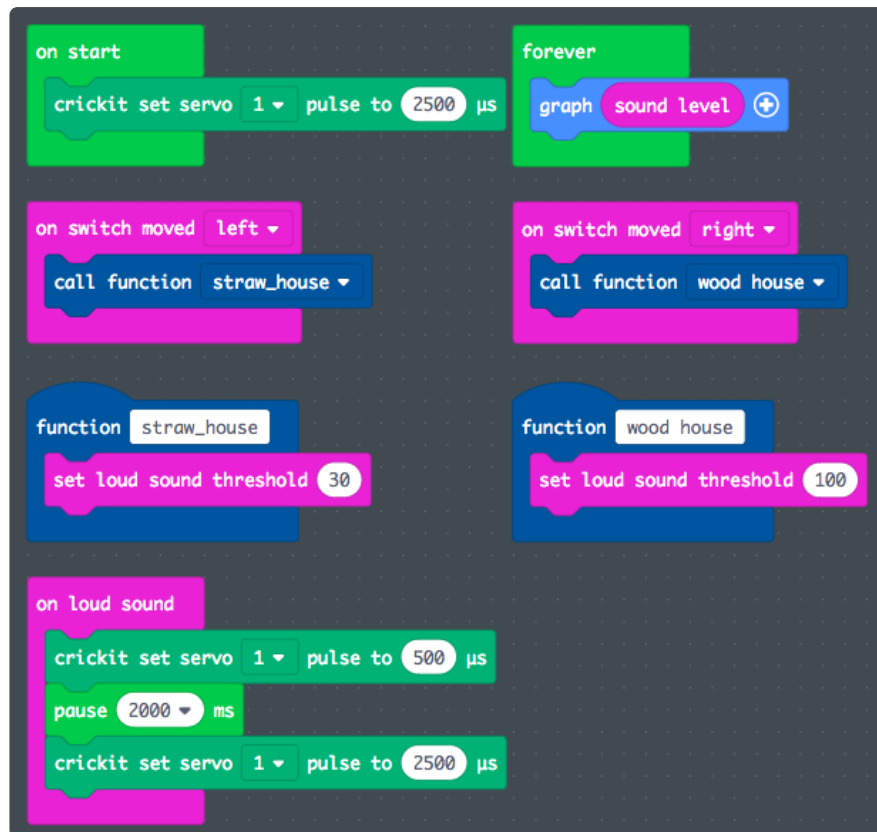 on start
crickit set servo 1 pulse to 2500 µs
forever
graph sound level
on switch moved left
call function straw_house
on switch moved right
call function wood house
function straw_house
set loud sound threshold 30
function wood house
set loud sound threshold 100
on loud sound
crickit set servo 1 pulse to 500 µs
pause 2000 ms
crickit set servo 1 pulse to 2500 µs